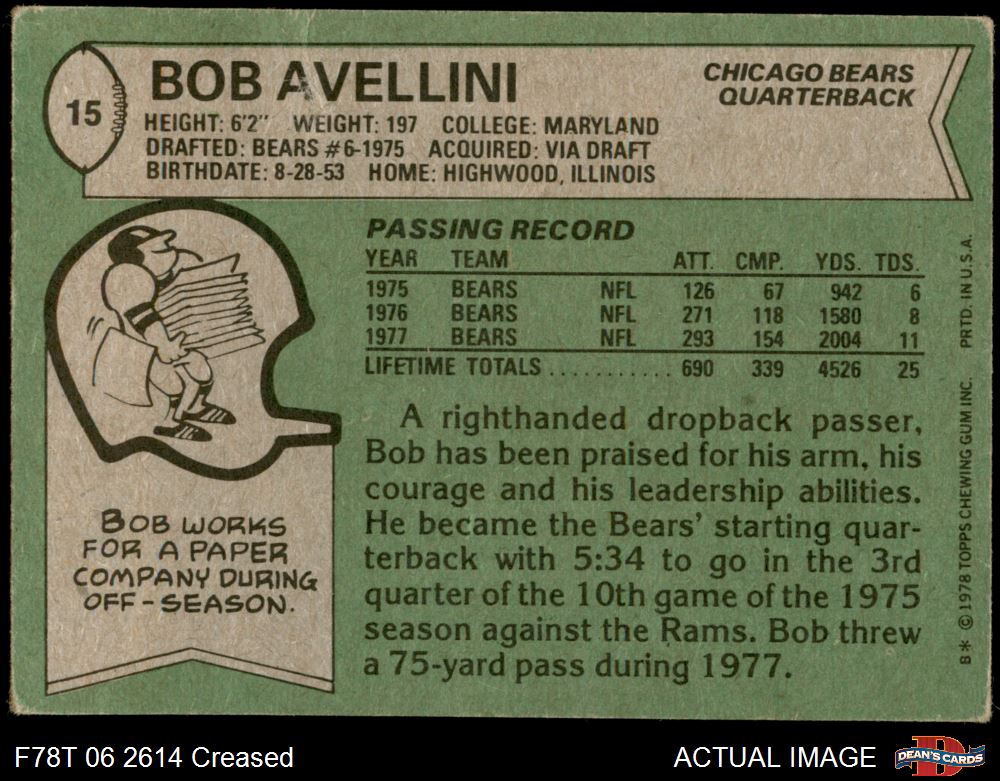 15
BOB AVELLINI
CHICAGO BEARS
QUARTERBACK
HEIGHT: 6'2" WEIGHT: 197 COLLEGE: MARYLAND
DRAFTED: BEARS #6-1975 ACQUIRED: VIA DRAFT
BIRTHDATE: 8-28-53 HOME: HIGHWOOD, ILLINOIS
PASSING RECORD
YEAR TEAM ATT. CMP. YDS. TDS.
1975 BEARS NFL 126 67 942 6
1976 BEARS NFL 271 118 1580 8
1977 BEARS NFL 293 154 2004 11
LIFETIME TOTALS ........... 690 339 4526 25
A righthanded dropback passer,
Bob has been praised for his arm, his
courage and his leadership abilities.
He became the Bears' starting quar-
terback with 5:34 to go in the 3rd
quarter of the 10th game of the 1975
season against the Rams. Bob threw
a 75-yard pass during 1977.
BOB WORKS
FOR A PAPER
COMPANY DURING
OFF-SEASON.
B* © 1978 TOPPS CHEWING GUM INC. PRTD. IN U.S.A.
F78T 06 2614 Creased
ACTUAL IMAGE
D
DEAN'S CARDS